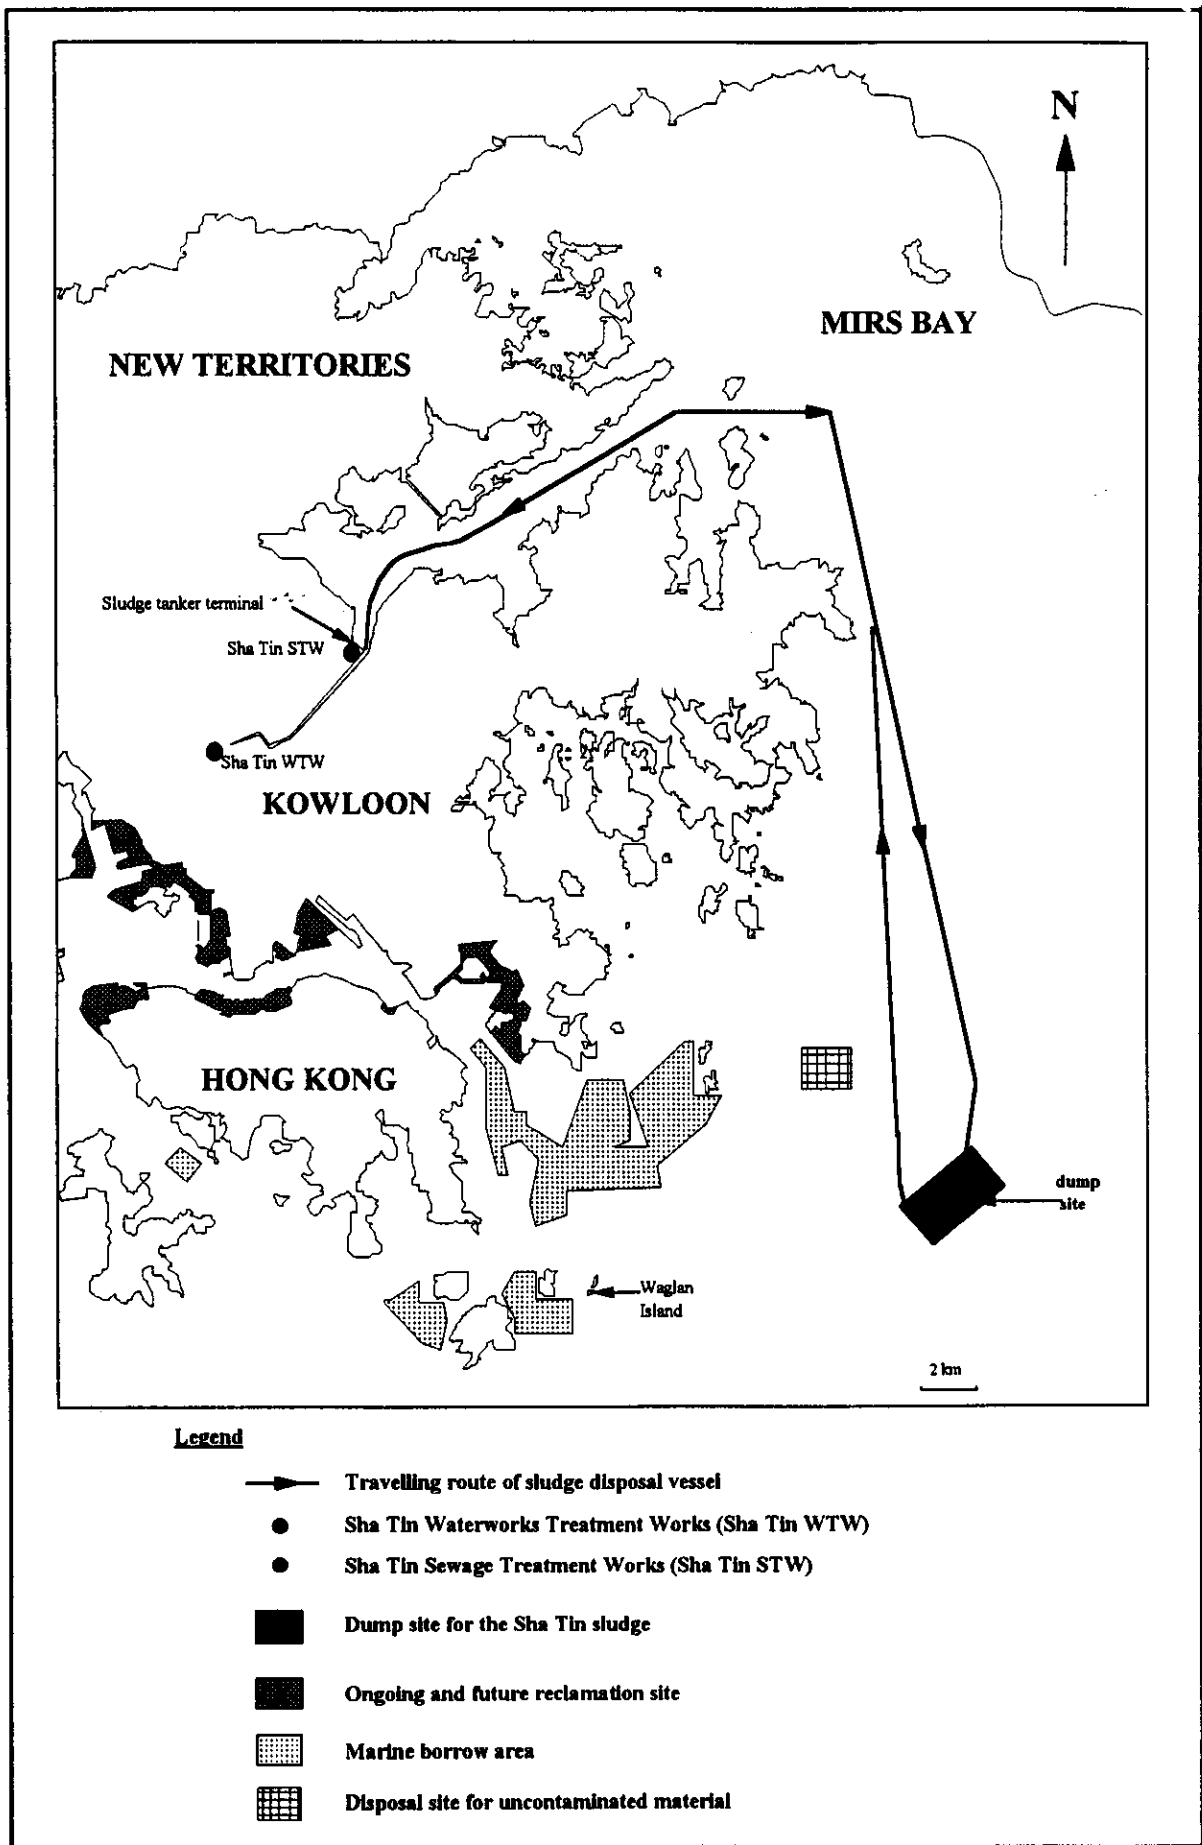 N
MIRS BAY
NEW TERRITORIES
Sludge tanker terminal
Sha Tin STW
Sha Tin WTW
KOWLOON
HONG KONG
dump
site
Waglan
Island
2 km
Legend
Travelling route of sludge disposal vessel
Sha Tin Waterworks Treatment Works (Sha Tin WTW)
Sha Tin Sewage Treatment Works (Sha Tin STW)
Dump site for the Sha Tin sludge
Ongoing and future reclamation site
Marine borrow area
Disposal site for uncontaminated material